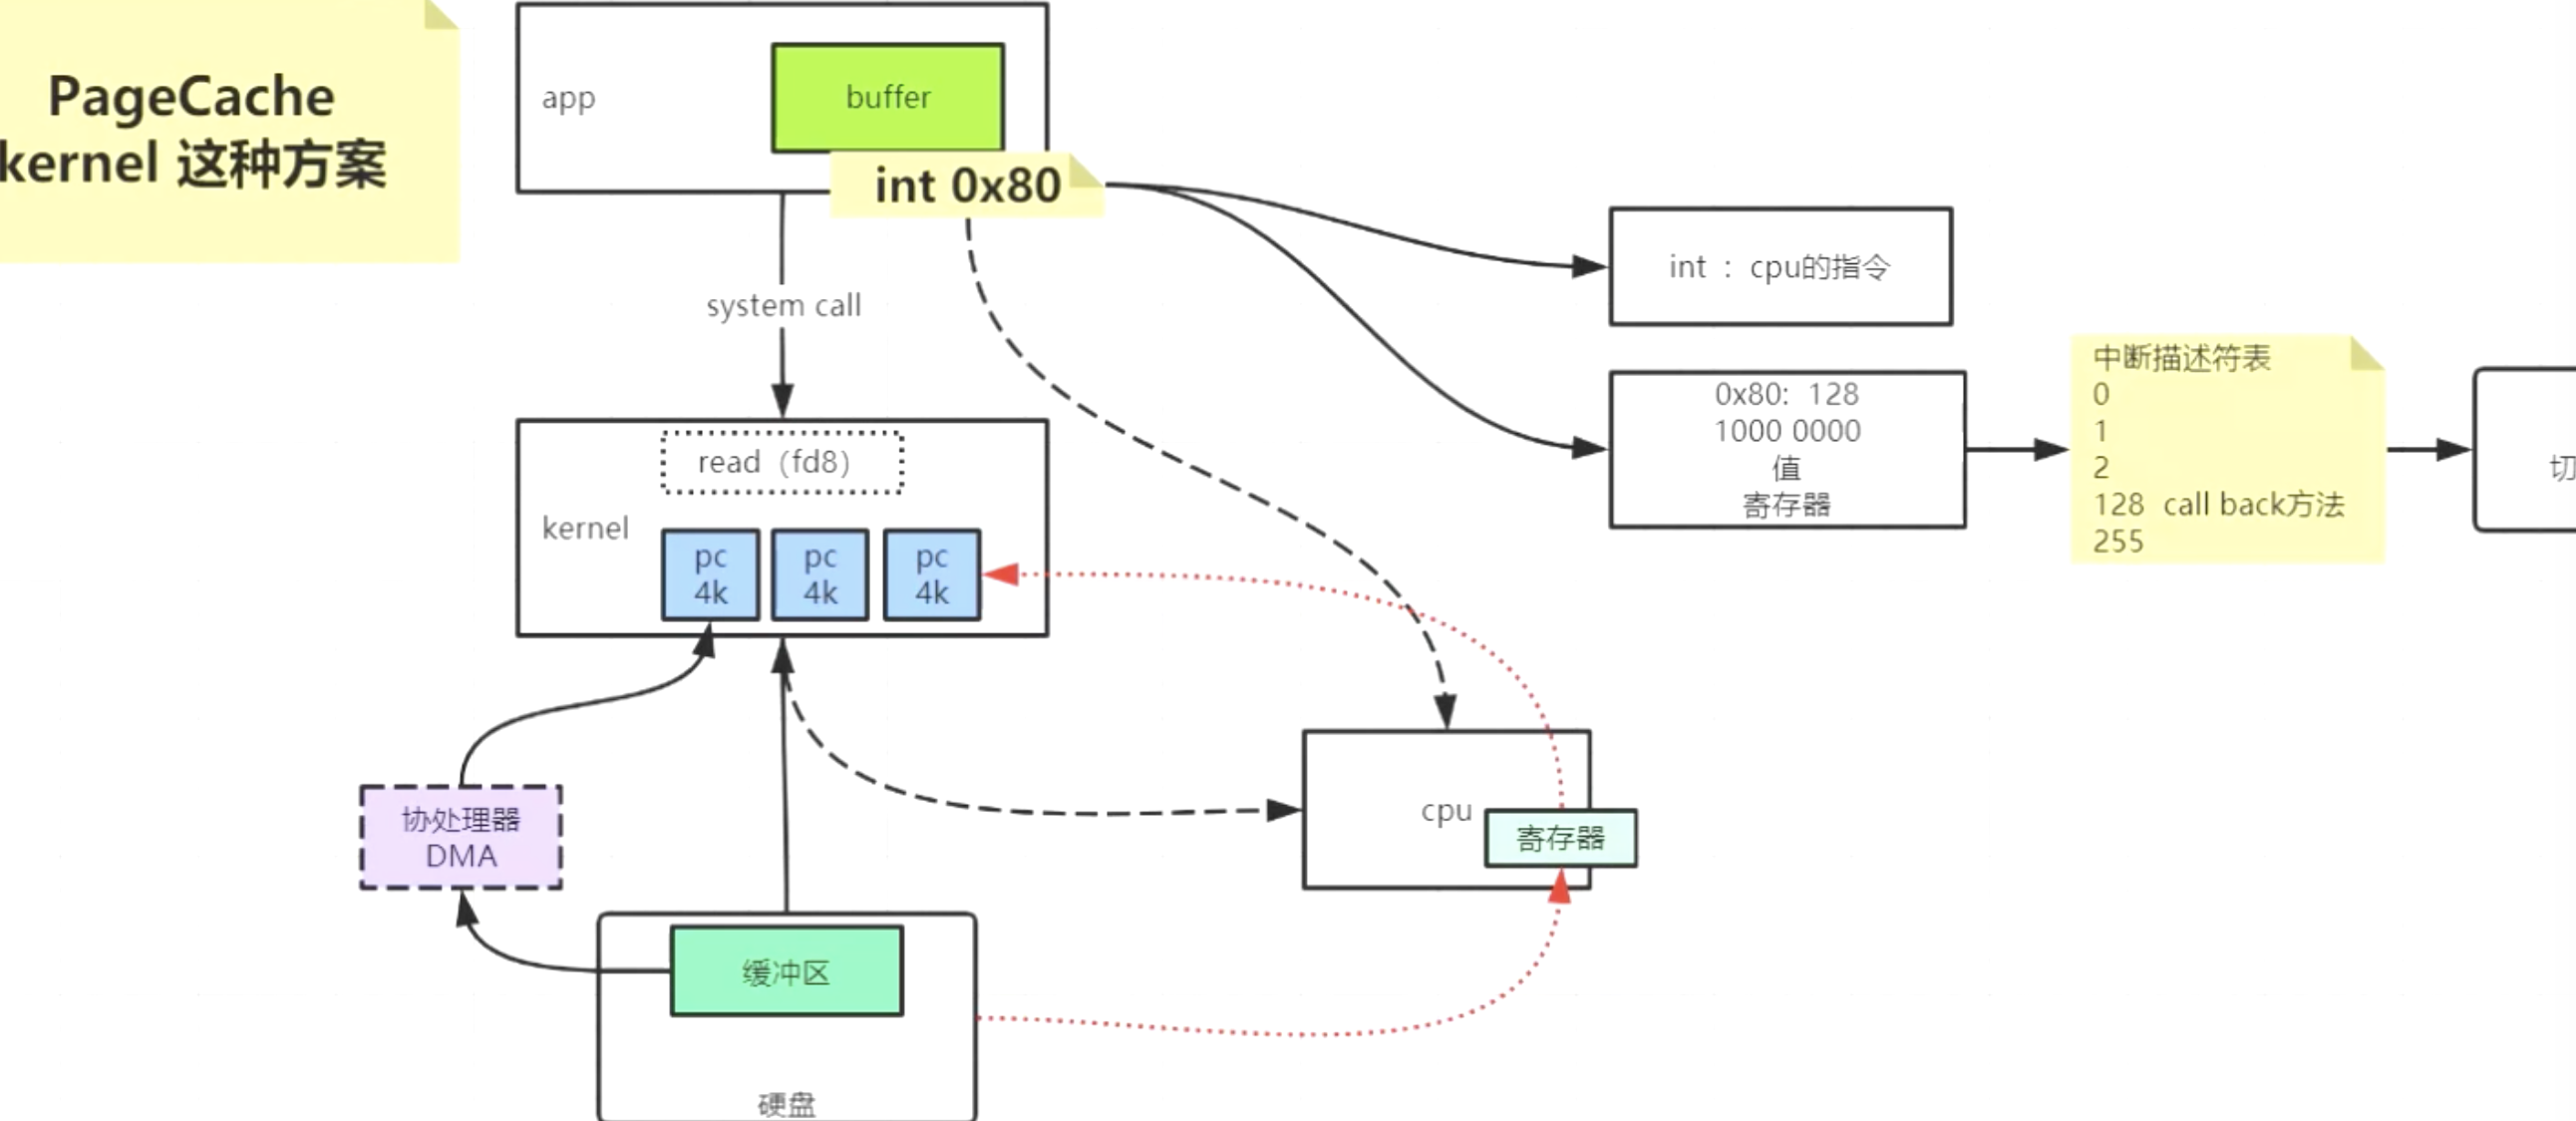 PageCache
kernel 这种方案
app
buffer
int 0x80
system call
int ：cpu的指令
0x80: 128
1000 0000
值
寄存器
中断描述符表
0
1
2
128 call back方法
255
切
read（fd8）
kernel
pc
4k
pc
4k
pc
4k
协处理器
DMA
cpu
寄存器
缓冲区
硬盘